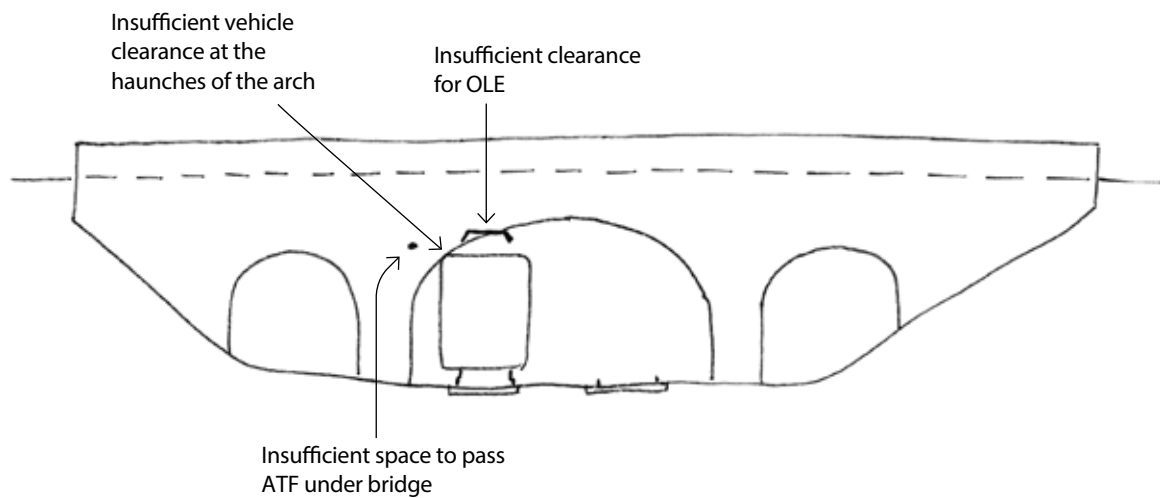 Insufficient vehicle
clearance at the
haunches of the arch
Insufficient clearance
for OLE
Insufficient space to pass
ATF under bridge